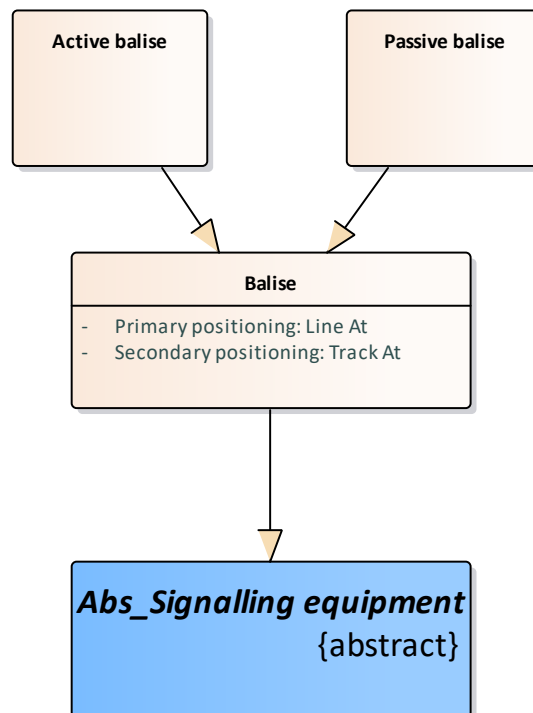 Active balise
Passive balise
Balise
- Primary positioning: Line At
- Secondary positioning: Track At
Abs_Signalling equipment
{abstract}